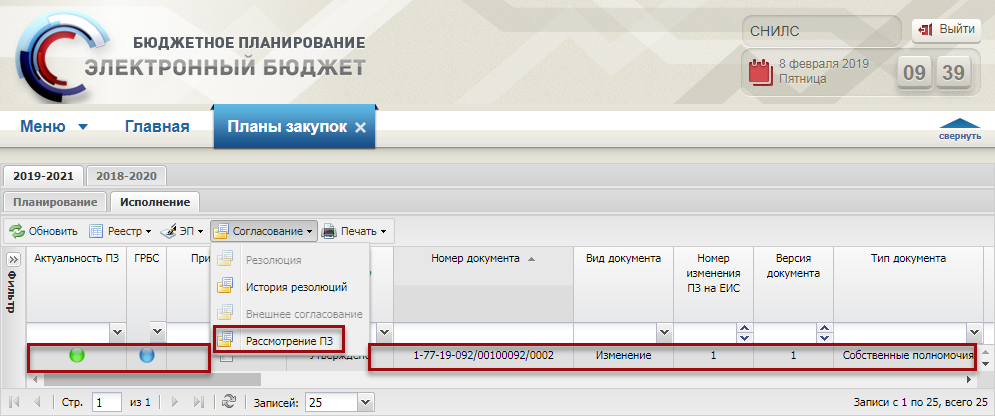 БЮДЖЕТНОЕ ПЛАНИРОВАНИЕ
ЭЛЕКТРОННЫЙ БЮДЖЕТ
СНИЛС
Выйти
8 февраля 2019
Пятница
09 39
Меню Главная Планы закупок
свернуть
2019-2021 2018-2020
Планирование Исполнение
Обновить Реестр ЭП Согласование Печать
Фильтр
Актуальность ПЗ ГРБС При Номер документа Вид документа Номер изменения ПЗ на ЕИС Версия документа Тип документа
Резолюция
История резолюций
Внешнее согласование
Рассмотрение ПЗ
1-77-19-092/00100092/0002 Изменение 1 1 Собственные полномочия
Стр. 1 из 1 Записей: 25 Записи с 1 по 25, всего 25